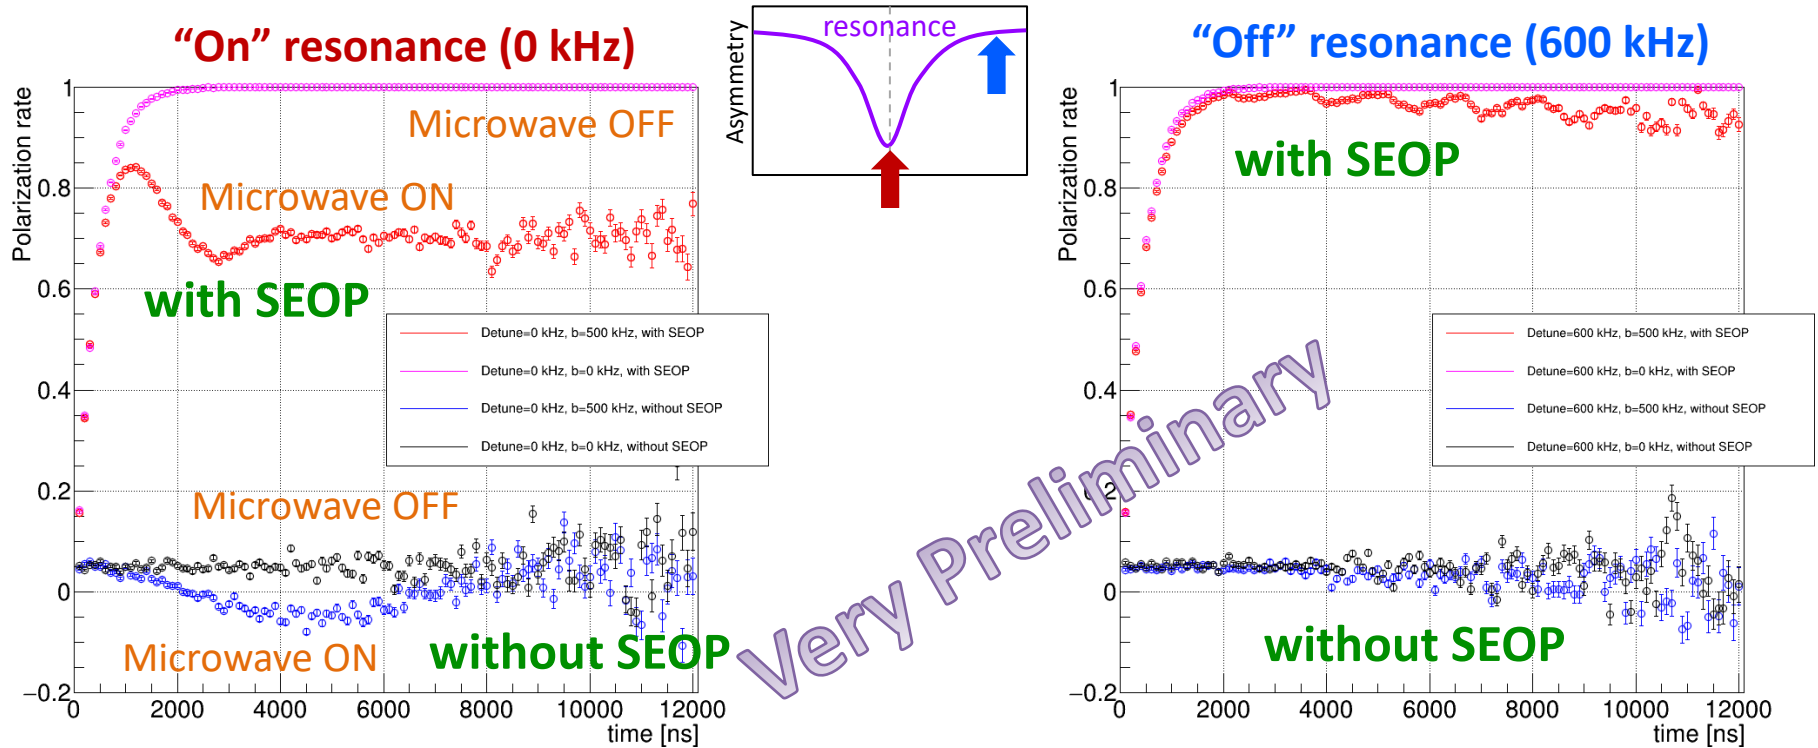 “On” resonance (0 kHz)
Polarization rate
1
0.8
0.6
0.4
0.2
0
−0.2
0
2000
4000
6000
8000
10000
12000
time [ns]
Microwave OFF
Microwave ON
with SEOP
Detune=0 kHz, b=500 kHz, with SEOP
Detune=0 kHz, b=0 kHz, with SEOP
Detune=0 kHz, b=500 kHz, without SEOP
Detune=0 kHz, b=0 kHz, without SEOP
Microwave OFF
Microwave ON
without SEOP
Asymmetry
resonance
Very Preliminary
“Off” resonance (600 kHz)
Polarization rate
1
0.8
0.6
0.4
0.2
0
−0.2
0
2000
4000
6000
8000
10000
12000
time [ns]
with SEOP
Detune=600 kHz, b=500 kHz, with SEOP
Detune=600 kHz, b=0 kHz, with SEOP
Detune=600 kHz, b=500 kHz, without SEOP
Detune=600 kHz, b=0 kHz, without SEOP
without SEOP